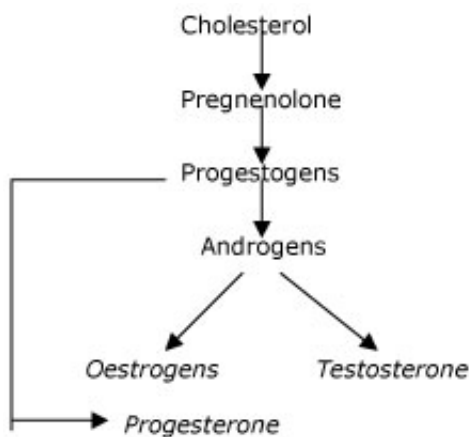 Cholesterol
Pregnenolone
Progestogens
Androgens
Oestrogens Testosterone
Progesterone